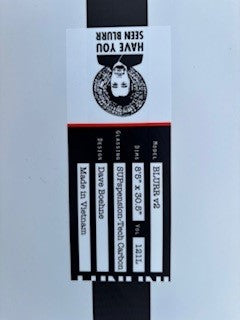 HAVE YOU
SEEN BLURR
MODEL BLURR v2
DIMS 8'8" x 30.5" VOL 121L
GLASSING SUPspension-Tech Carbon
DESIGN Dave Boehne
Made in Vietnam